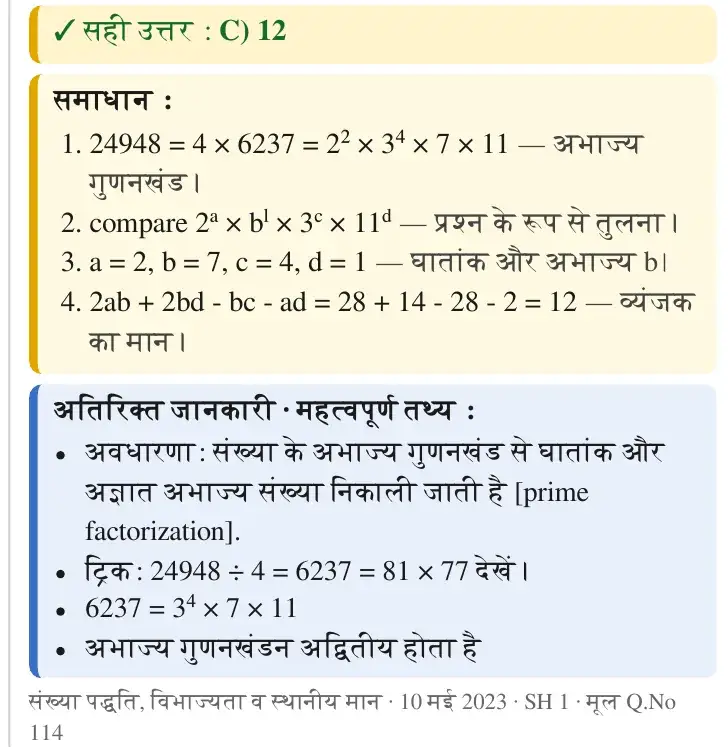 ✓ सही उत्तर : C) 12
समाधान :
1. 24948 = 4 × 6237 = 2² × 3⁴ × 7 × 11 — अभाज्य
गुणनखंड।
2. compare 2ᵃ × bˡ × 3ᶜ × 11ᵈ — प्रश्न के रूप से तुलना।
3. a = 2, b = 7, c = 4, d = 1 — घातांक और अभाज्य b।
4. 2ab + 2bd - bc - ad = 28 + 14 - 28 - 2 = 12 — व्यंजक
का मान।
अतिरिक्त जानकारी · महत्वपूर्ण तथ्य :
• अवधारणा : संख्या के अभाज्य गुणनखंड से घातांक और
अज्ञात अभाज्य संख्या निकाली जाती है [prime
factorization].
• ट्रिक : 24948 ÷ 4 = 6237 = 81 × 77 देखें।
• 6237 = 3⁴ × 7 × 11
• अभाज्य गुणनखंडन अद्वितीय होता है
संख्या पद्धति, विभाज्यता व स्थानीय मान · 10 मई 2023 · SH 1 · मूल Q.No
114